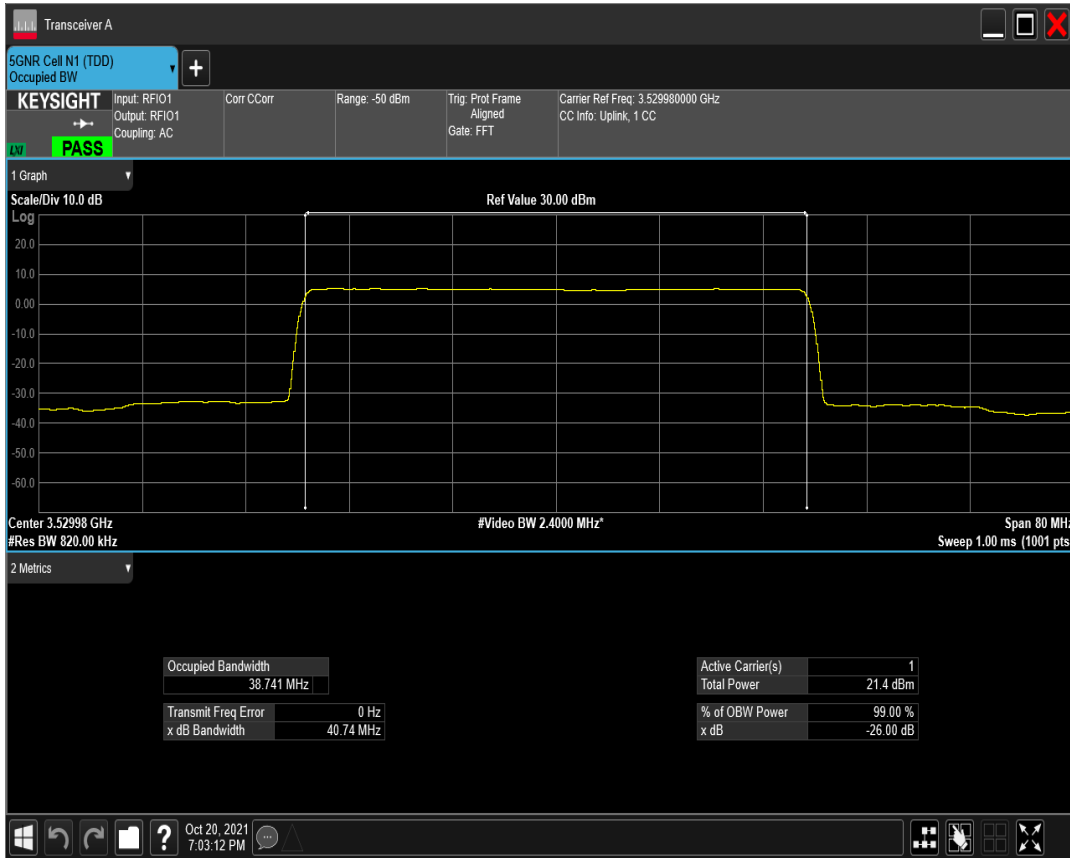 Transceiver A
5GNR Cell N1 (TDD)
Occupied BW
+
KEYSIGHT
LXI
PASS
Input: RFIO1
Output: RFIO1
Coupling: AC
Corr CCorr
Range: -50 dBm
Trig: Prot Frame
Aligned
Gate: FFT
Carrier Ref Freq: 3.529980000 GHz
CC Info: Uplink, 1 CC
1 Graph
Scale/Div 10.0 dB
Ref Value 30.00 dBm
Log
20.0
10.0
0.00
-10.0
-20.0
-30.0
-40.0
-50.0
-60.0
Center 3.52998 GHz
#Video BW 2.4000 MHz*
Span 80 MHz
#Res BW 820.00 kHz
Sweep 1.00 ms (1001 pts
2 Metrics
Occupied Bandwidth
38.741 MHz
Transmit Freq Error 0 Hz
x dB Bandwidth 40.74 MHz
Active Carrier(s) 1
Total Power 21.4 dBm
% of OBW Power 99.00 %
x dB -26.00 dB
?
Oct 20, 2021
7:03:12 PM